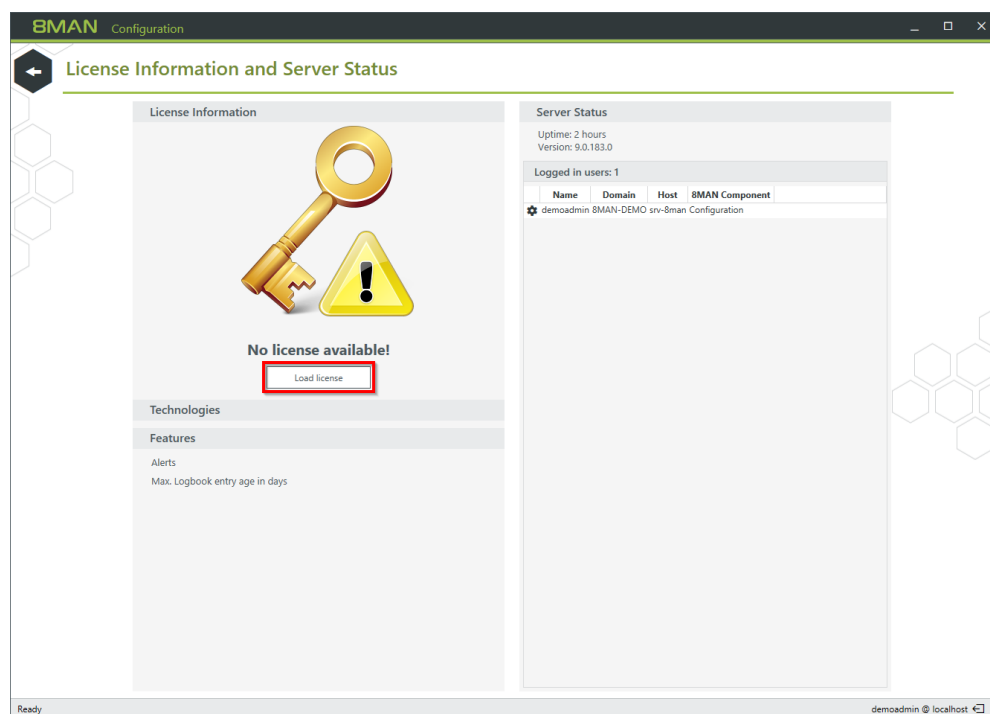 8MAN Configuration
License Information and Server Status
License Information
No license available!
Load license
Technologies
Features
Alerts
Max. Logbook entry age in days
Server Status
Uptime: 2 hours
Version: 9.0.183.0
Logged in users: 1
Name Domain Host 8MAN Component
demoadmin 8MAN-DEMO srv-8man Configuration
Ready
demoadmin @ localhost